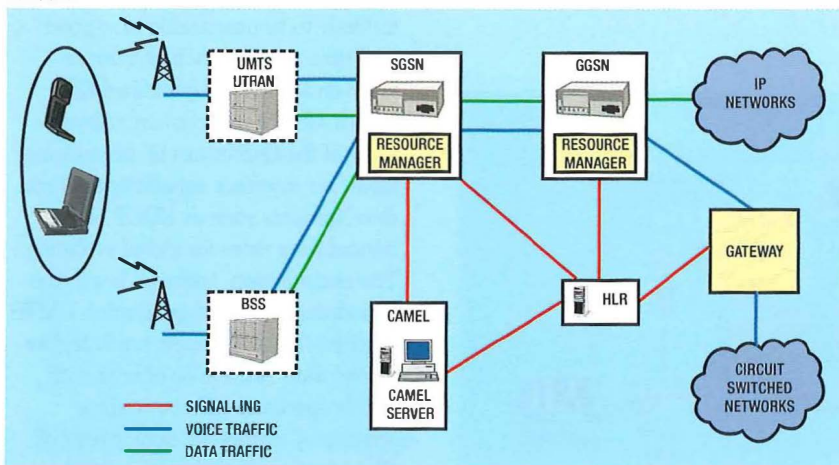 UMTS
UTRAN
SGSN
RESOURCE
MANAGER
GGSN
RESOURCE
MANAGER
IP
NETWORKS
GATEWAY
BSS
CAMEL
CAMEL
SERVER
HLR
CIRCUIT
SWITCHED
NETWORKS
SIGNALLING
VOICE TRAFFIC
DATA TRAFFIC